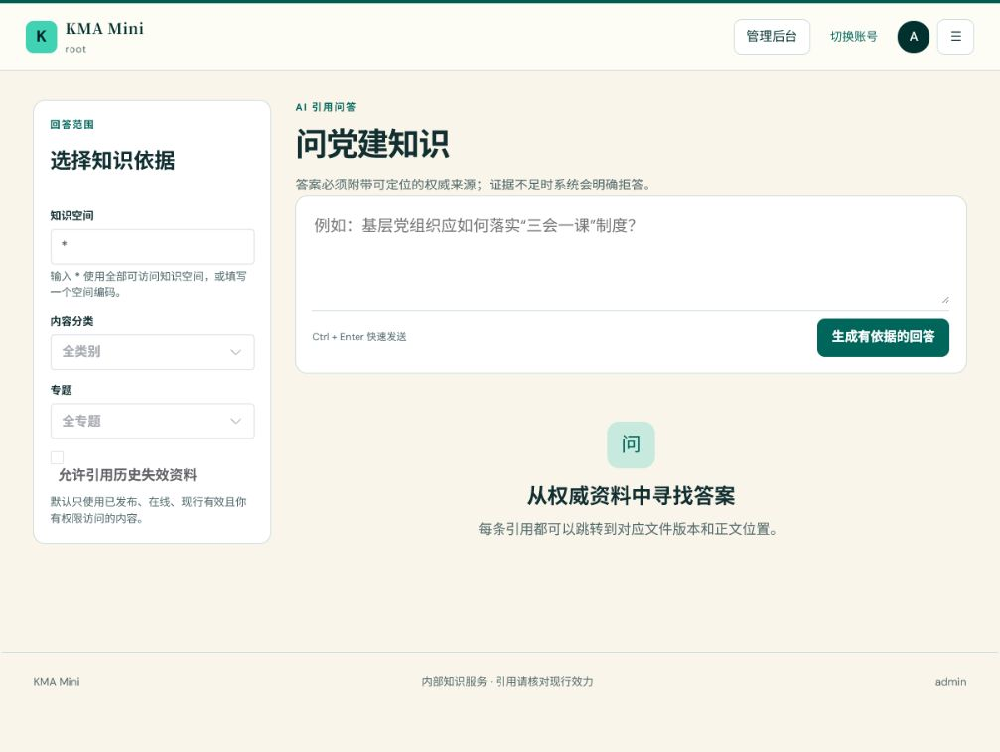 K
KMA Mini
root
管理后台
切换账号
A
☰
回答范围
选择知识依据
知识空间
*
输入 * 使用全部可访问知识空间，或填写
一个空间编码。
内容分类
全类别
专题
全专题
允许引用历史失效资料
默认只使用已发布、在线、现行有效且你
有权限访问的内容。
AI 引用问答
问党建知识
答案必须附带可定位的权威来源；证据不足时系统会明确拒答。
例如：基层党组织应如何落实“三会一课”制度？
Ctrl + Enter 快速发送
生成有依据的回答
问
从权威资料中寻找答案
每条引用都可以跳转到对应文件版本和正文位置。
KMA Mini
内部知识服务 · 引用请核对现行效力
admin